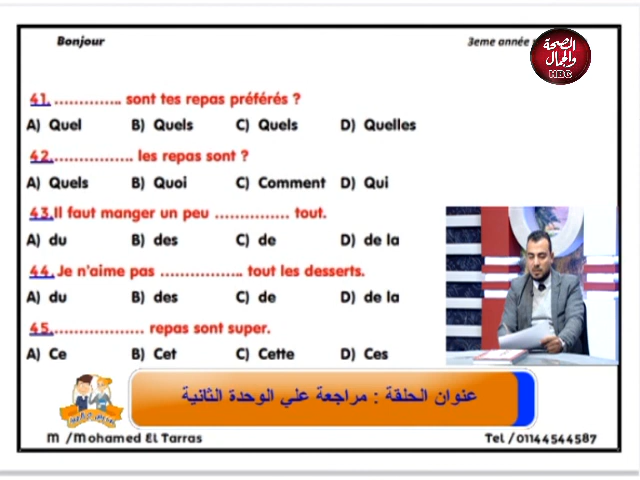 Bonjour
3eme année
الصحة
والجمال
HBC
41. .............. sont tes repas préférés ?
A) Quel B) Quels C) Quels D) Quelles
42................. les repas sont ?
A) Quels B) Quoi C) Comment D) Qui
43.Il faut manger un peu ............... tout.
A) du B) des C) de D) de la
44. Je n'aime pas ................. tout les desserts.
A) du B) des C) de D) de la
45................... repas sont super.
A) Ce B) Cet C) Cette D) Ces
عنوان الحلقة : مراجعة علي الوحدة الثانية
M /Mohamed El Tarras
Tel /01144544587